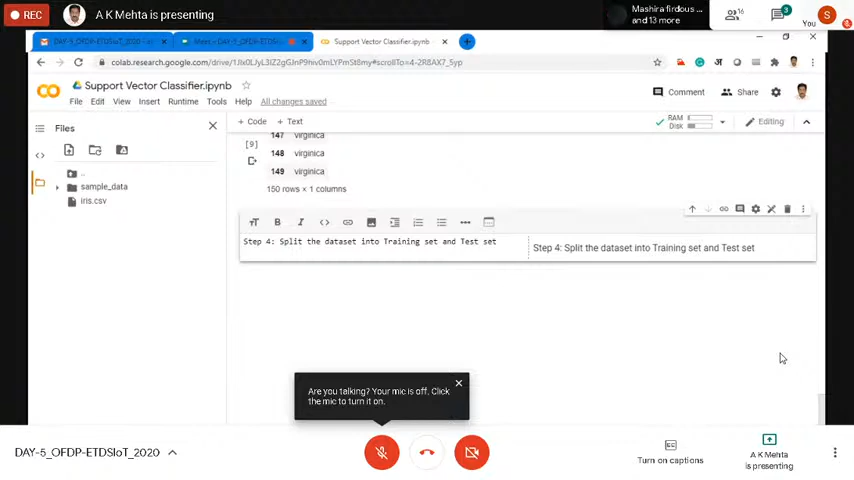 REC
A K Mehta is presenting
Mashira firdous ...
and 13 more
16
3
S
You
DAY-5_OFDP-ETDSIoT_20
Meet – DAY-5_OFDP-ETDS
Support Vector Classifier.ipynb
colab.research.google.com/drive/1JIx0LJyL3IZ2gGJnP9hiv0mLYPmSt8my#scrollTo=4-2R8AX7_5yp
Support Vector Classifier.ipynb
File Edit View Insert Runtime Tools Help All changes saved
Comment
Share
+ Code + Text
RAM
Disk
Editing
Files
..
sample_data
iris.csv
[9]
147 virginica
148 virginica
149 virginica
150 rows × 1 columns
Step 4: Split the dataset into Training set and Test set
Step 4: Split the dataset into Training set and Test set
Are you talking? Your mic is off. Click
the mic to turn it on.
DAY-5_OFDP-ETDSIoT_2020
Turn on captions
A K Mehta
is presenting